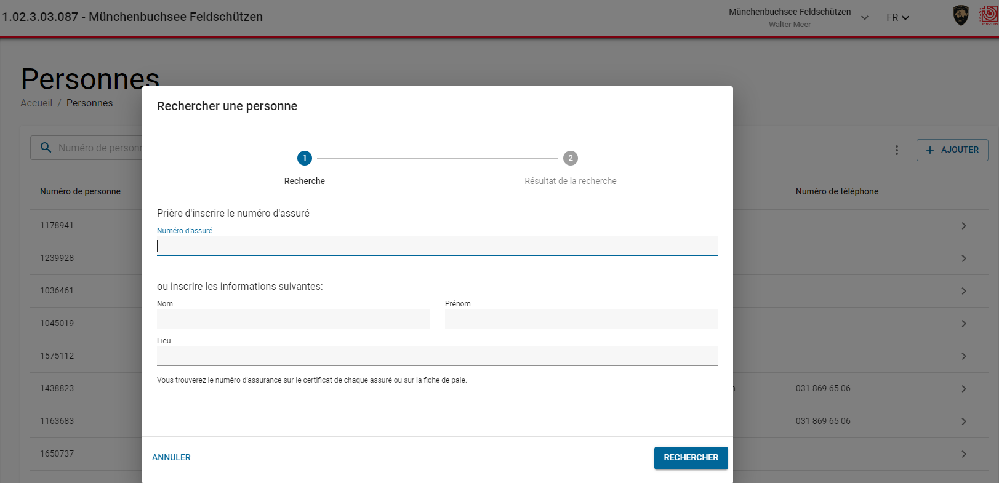 1.02.3.03.087 - Münchenbuchsee Feldschützen
Münchenbuchsee Feldschützen
Walter Meer
FR
Personnes
Accueil / Personnes
Rechercher une personne
Numéro de personn
AJOUTER
1
2
Recherche
Résultat de la recherche
Numéro de personne
Numéro de téléphone
Prière d'inscrire le numéro d'assuré
Numéro d'assuré
1178941
1239928
ou inscrire les informations suivantes:
1036461
Nom
Prénom
1045019
Lieu
1575112
Vous trouverez le numéro d'assurance sur le certificat de chaque assuré ou sur la fiche de paie.
1438823
031 869 65 06
1163683
031 869 65 06
1650737
ANNULER
RECHERCHER